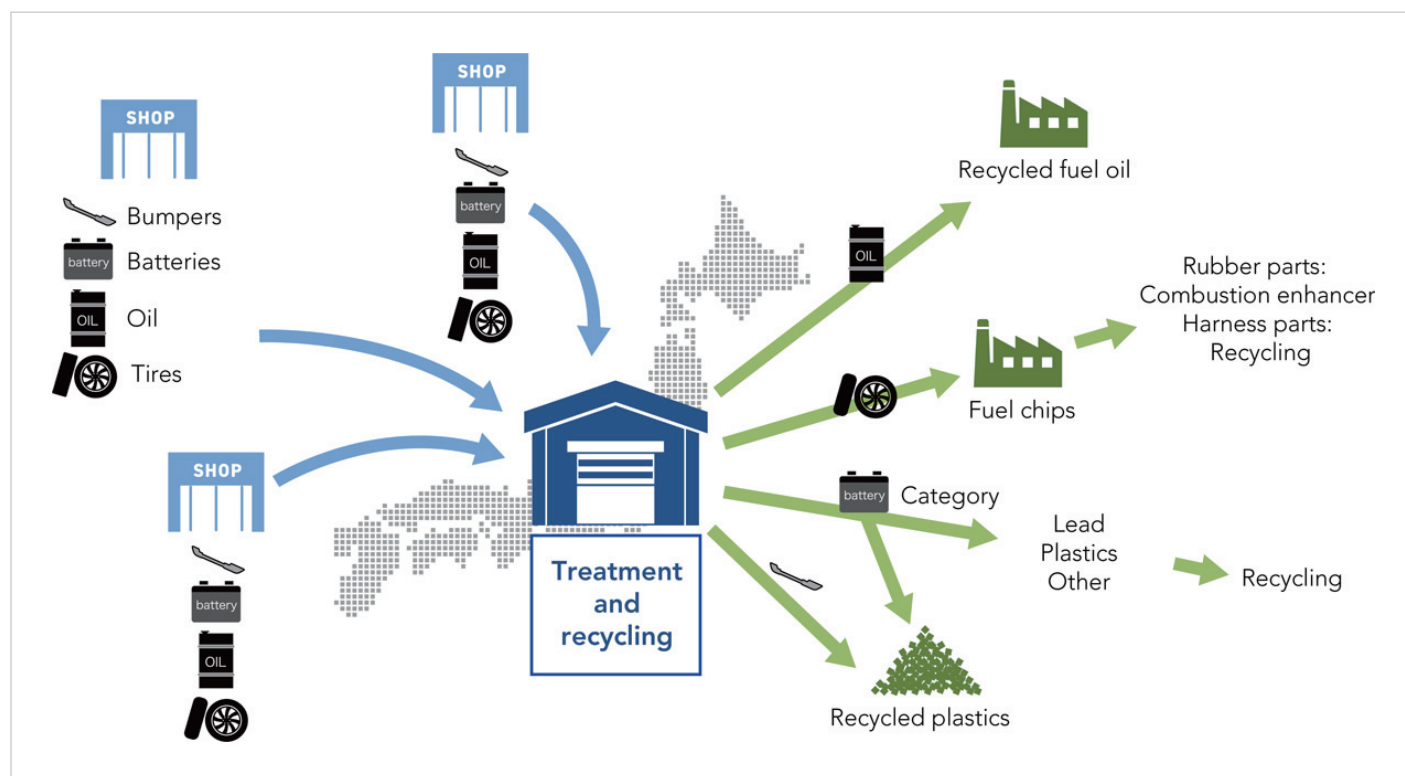 SHOP
Bumpers
battery
Batteries
OIL
Oil
Tires
SHOP
battery
OIL
SHOP
battery
OIL
Treatment
and
recycling
OIL
Recycled fuel oil
Fuel chips
Rubber parts:
Combustion enhancer
Harness parts:
Recycling
battery
Category
Lead
Plastics
Other
Recycling
Recycled plastics